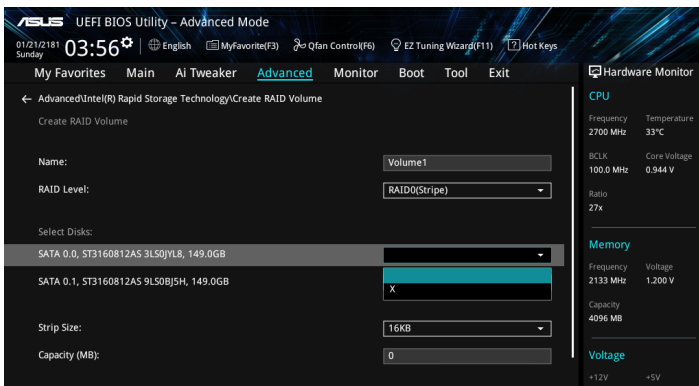 ASUS UEFI BIOS Utility – Advanced Mode
01/21/2181 Sunday 03:56 English MyFavorite(F3) Qfan Control(F6) EZ Tuning Wizard(F11) ? Hot Keys
My Favorites Main Ai Tweaker Advanced Monitor Boot Tool Exit
← Advanced\Intel(R) Rapid Storage Technology\Create RAID Volume
Create RAID Volume
Name: Volume1
RAID Level: RAID0(Stripe)
Select Disks:
SATA 0.0, ST3160812AS 3LS0JYL8, 149.0GB
X
SATA 0.1, ST3160812AS 9LS0BJ5H, 149.0GB
Strip Size: 16KB
Capacity (MB): 0
Hardware Monitor
CPU
Frequency Temperature
2700 MHz 33°C
BCLK Core Voltage
100.0 MHz 0.944 V
Ratio
27x
Memory
Frequency Voltage
2133 MHz 1.200 V
Capacity
4096 MB
Voltage
+12V +5V